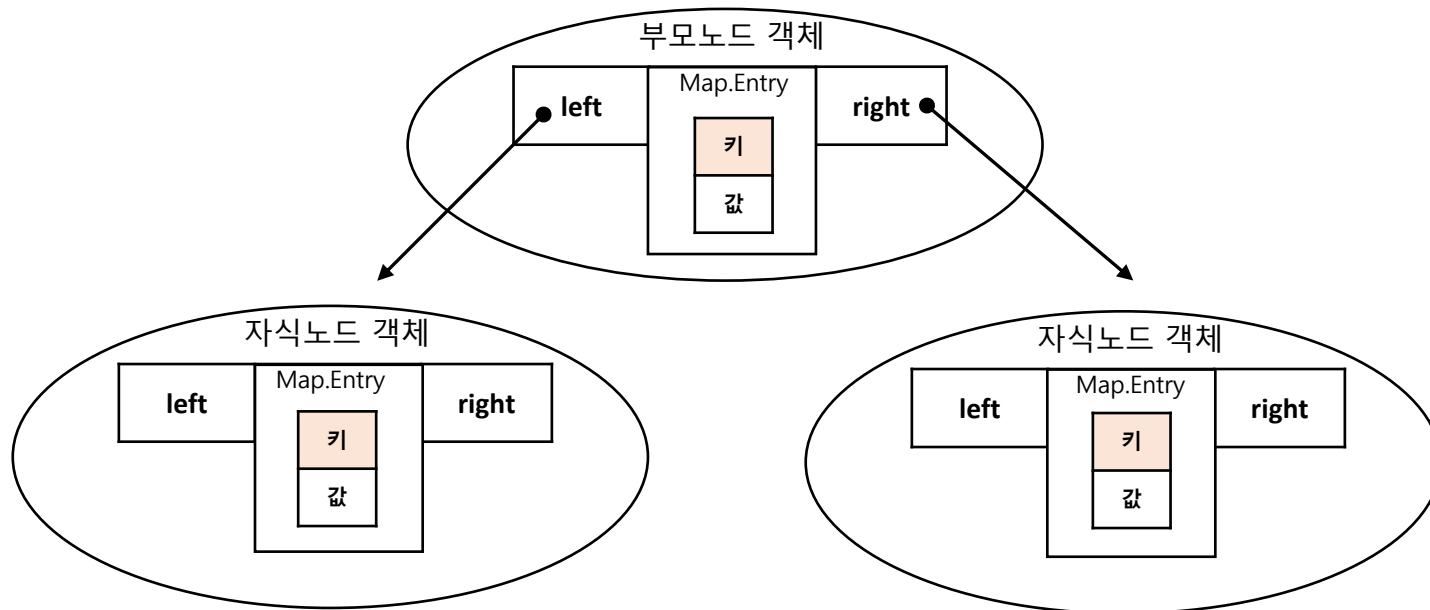 부모노드 객체
Map.Entry
left
right
키
값
자식노드 객체
Map.Entry
left
right
키
값
자식노드 객체
Map.Entry
left
right
키
값